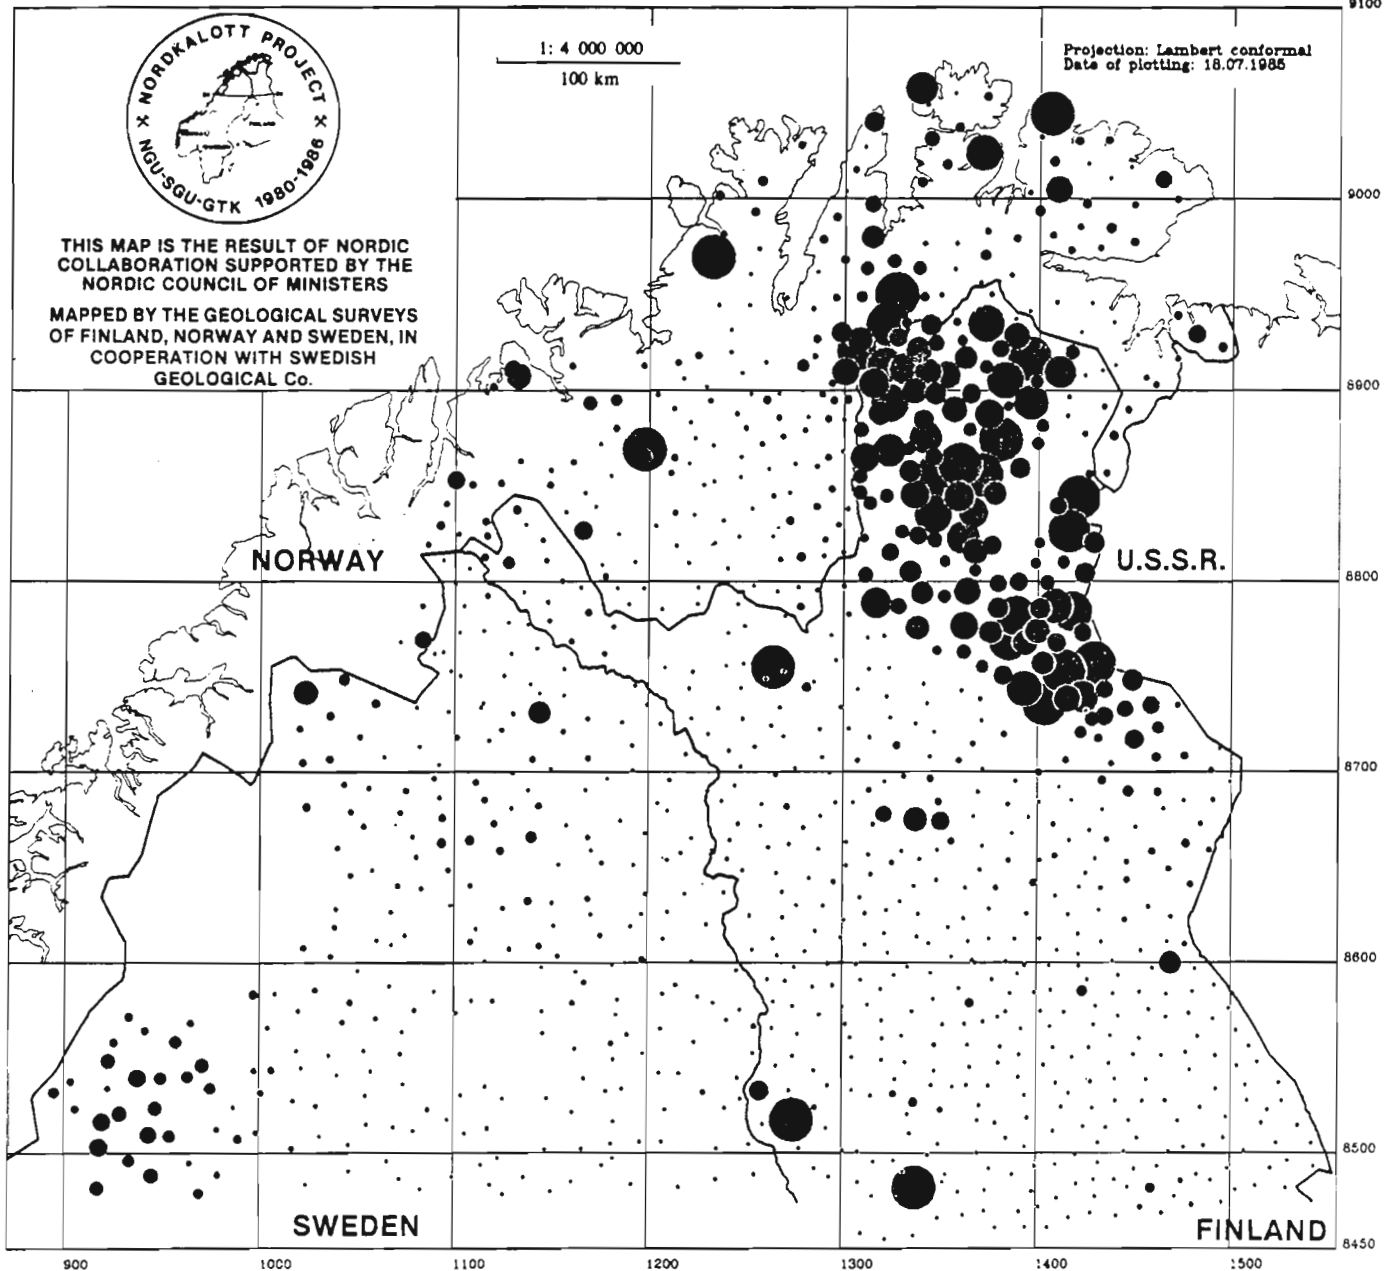 9100
NORDKALOTT PROJECT
NGU-SGU-GTK 1980-1986
1: 4 000 000
100 km
Projection: Lambert conformal
Date of plotting: 18.07.1985
THIS MAP IS THE RESULT OF NORDIC
COLLABORATION SUPPORTED BY THE
NORDIC COUNCIL OF MINISTERS
MAPPED BY THE GEOLOGICAL SURVEYS
OF FINLAND, NORWAY AND SWEDEN, IN
COOPERATION WITH SWEDISH
GEOLOGICAL Co.
9000
8900
NORWAY
U.S.S.R.
8800
8700
8600
8500
SWEDEN
FINLAND
8450
900 1000 1100 1200 1300 1400 1500